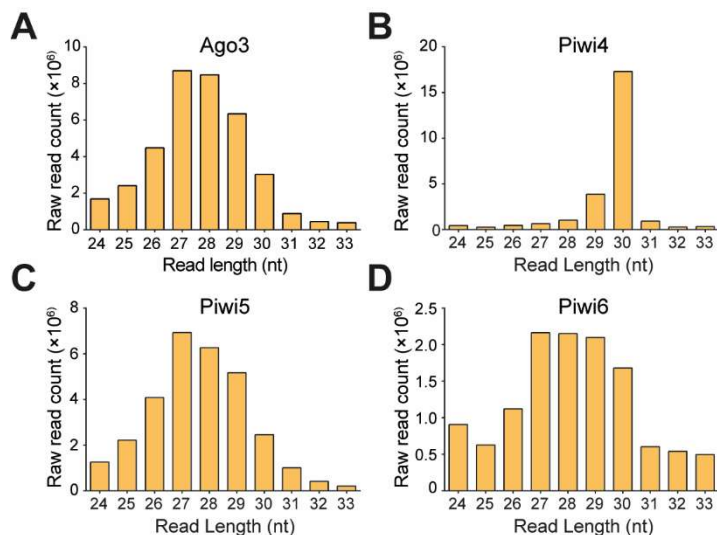 A
Ago3
Raw read count (×10⁶)
10
8
6
4
2
0
24 25 26 27 28 29 30 31 32 33
Read length (nt)
B
Piwi4
Raw read count (×10⁶)
20
15
10
5
0
24 25 26 27 28 29 30 31 32 33
Read Length (nt)
C
Piwi5
Raw read count (×10⁶)
8
6
4
2
0
24 25 26 27 28 29 30 31 32 33
Read Length (nt)
D
Piwi6
Raw read count (×10⁶)
2.5
2.0
1.5
1.0
0.5
0
24 25 26 27 28 29 30 31 32 33
Read Length (nt)